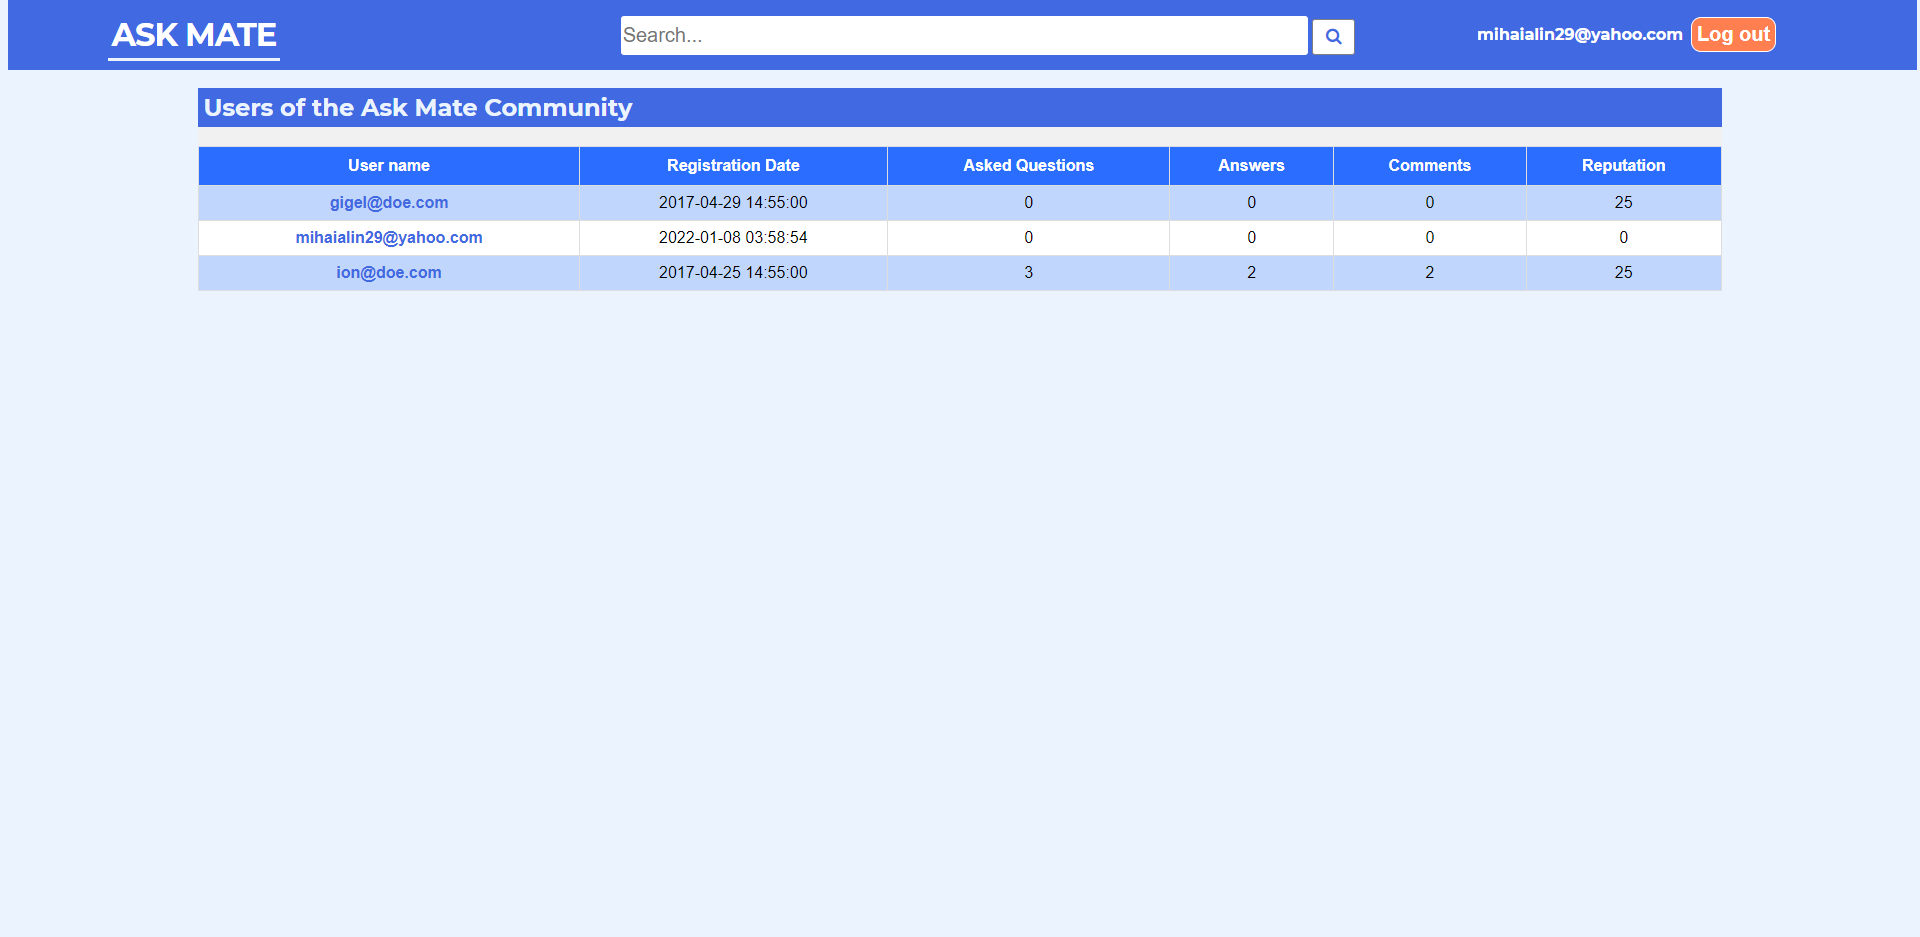 ASK MATE Search... mihaialin29@yahoo.com Log out
Users of the Ask Mate Community
User name Registration Date Asked Questions Answers Comments Reputation
gigel@doe.com 2017-04-29 14:55:00 0 0 0 25
mihaialin29@yahoo.com 2022-01-08 03:58:54 0 0 0 0
ion@doe.com 2017-04-25 14:55:00 3 2 2 25